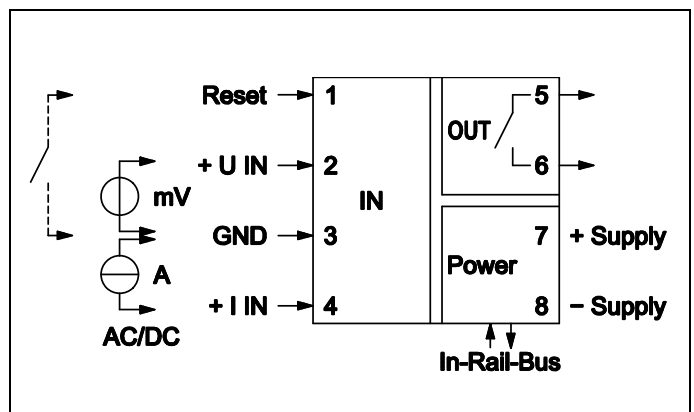 Reset 1 5
OUT
+ U IN 2 6
mV
IN
GND 3 7 + Supply
Power
A
+ I IN 4 8 – Supply
AC/DC
In-Rail-Bus